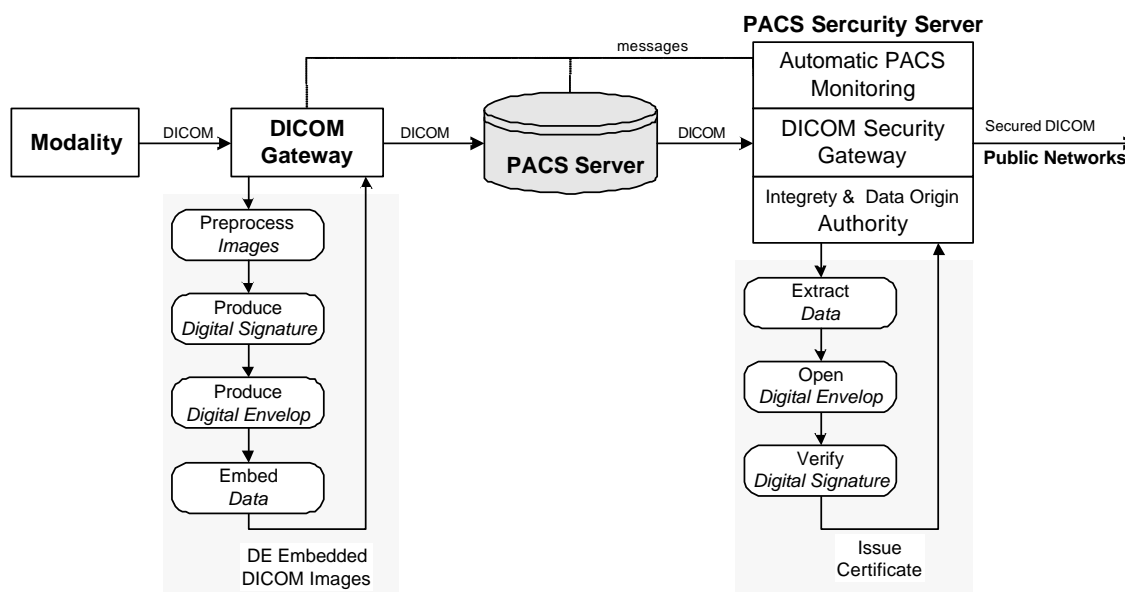 PACS Sercurity Server
messages
Automatic PACS
Monitoring
Modality
DICOM
DICOM
Gateway
DICOM
PACS Server
DICOM
DICOM Security
Gateway
Secured DICOM
Public Networks
Integrety & Data Origin
Authority
Preprocess
Images
Produce
Digital Signature
Produce
Digital Envelop
Embed
Data
DE Embedded
DICOM Images
Extract
Data
Open
Digital Envelop
Verify
Digital Signature
Issue
Certificate